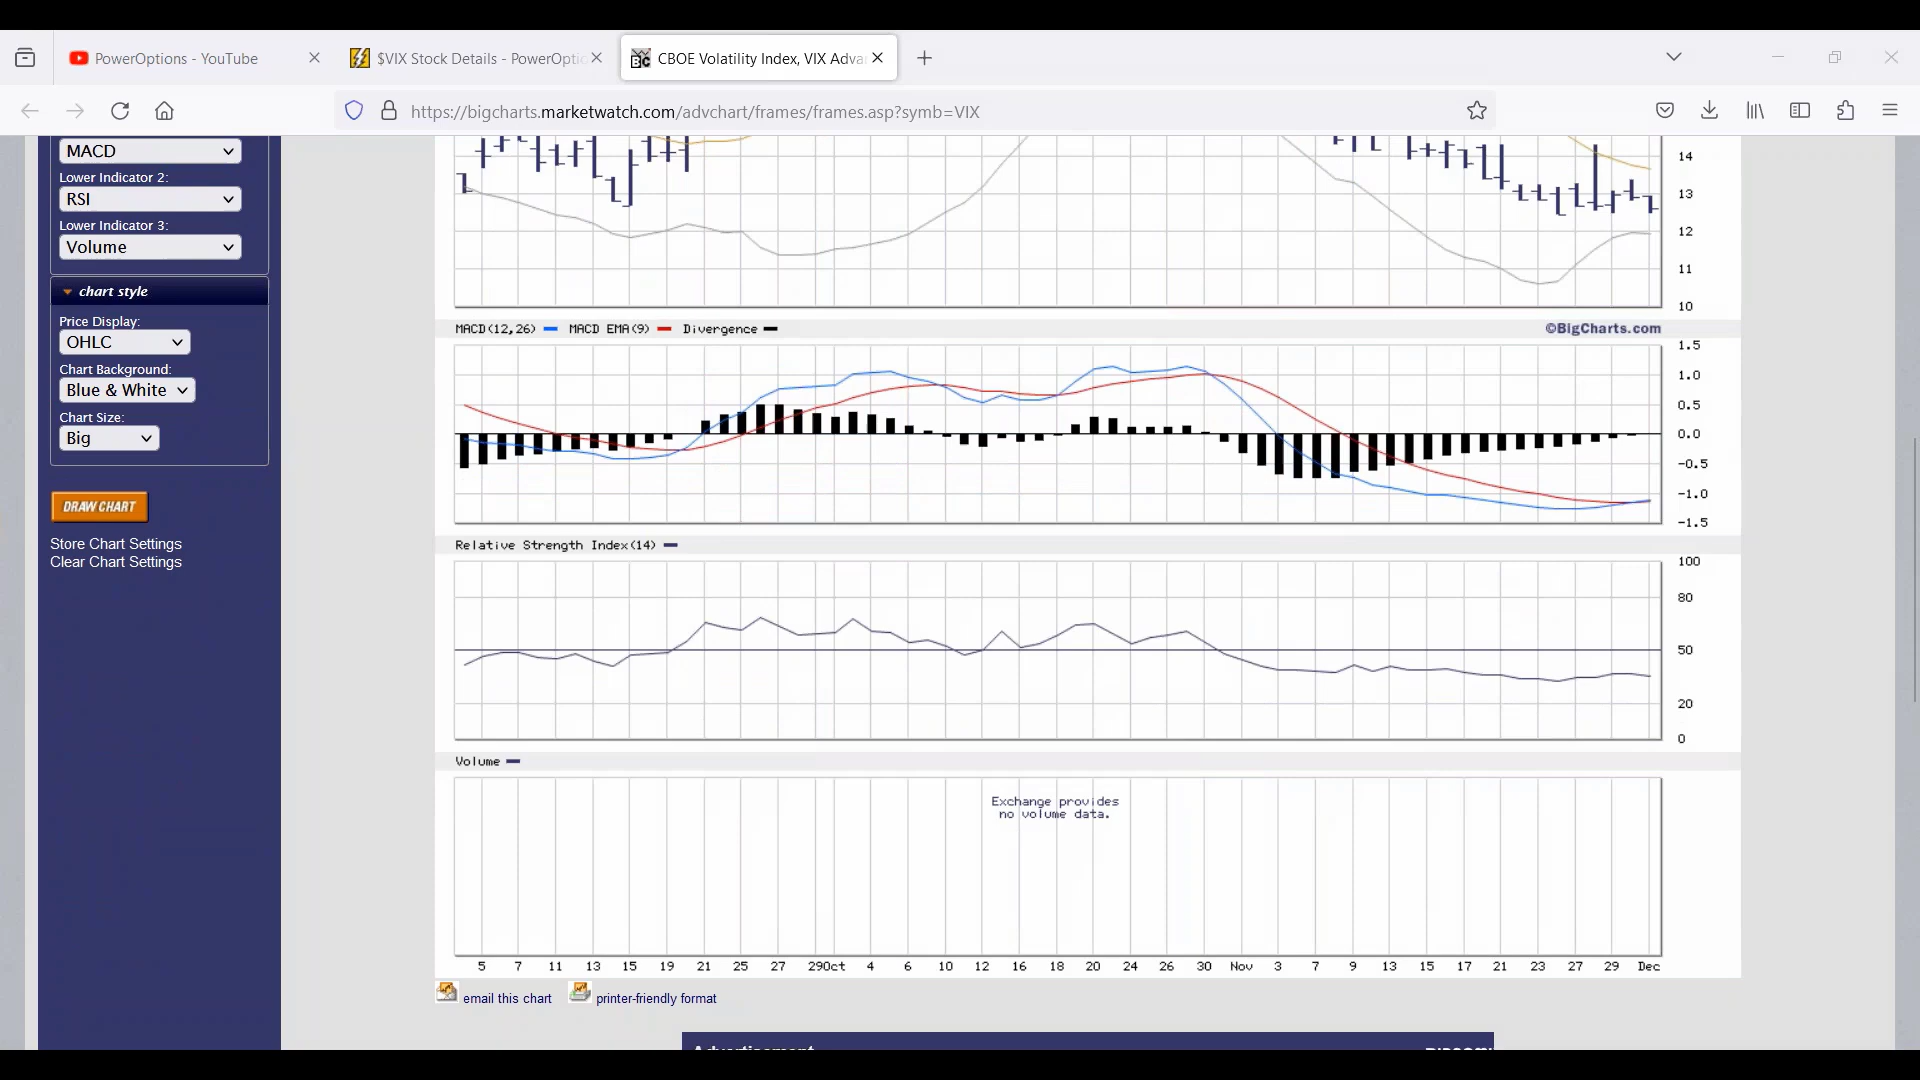 PowerOptions - YouTube
$VIX Stock Details - PowerOptic
CBOE Volatility Index, VIX Adva
https://bigcharts.marketwatch.com/advchart/frames/frames.asp?symb=VIX
MACD
Lower Indicator 2:
RSI
Lower Indicator 3:
Volume
chart style
Price Display:
OHLC
Chart Background:
Blue & White
Chart Size:
Big
DRAW CHART
Store Chart Settings
Clear Chart Settings
14
13
12
11
10
MACD(12,26) MACD EMA(9) Divergence
©BigCharts.com
1.5
1.0
0.5
0.0
-0.5
-1.0
-1.5
Relative Strength Index(14)
100
80
50
20
0
Volume
Exchange provides
no volume data.
5 7 11 13 15 19 21 25 27 29Oct 4 6 10 12 16 18 20 24 26 30 Nov 3 7 9 13 15 17 21 23 27 29 Dec
email this chart printer-friendly format